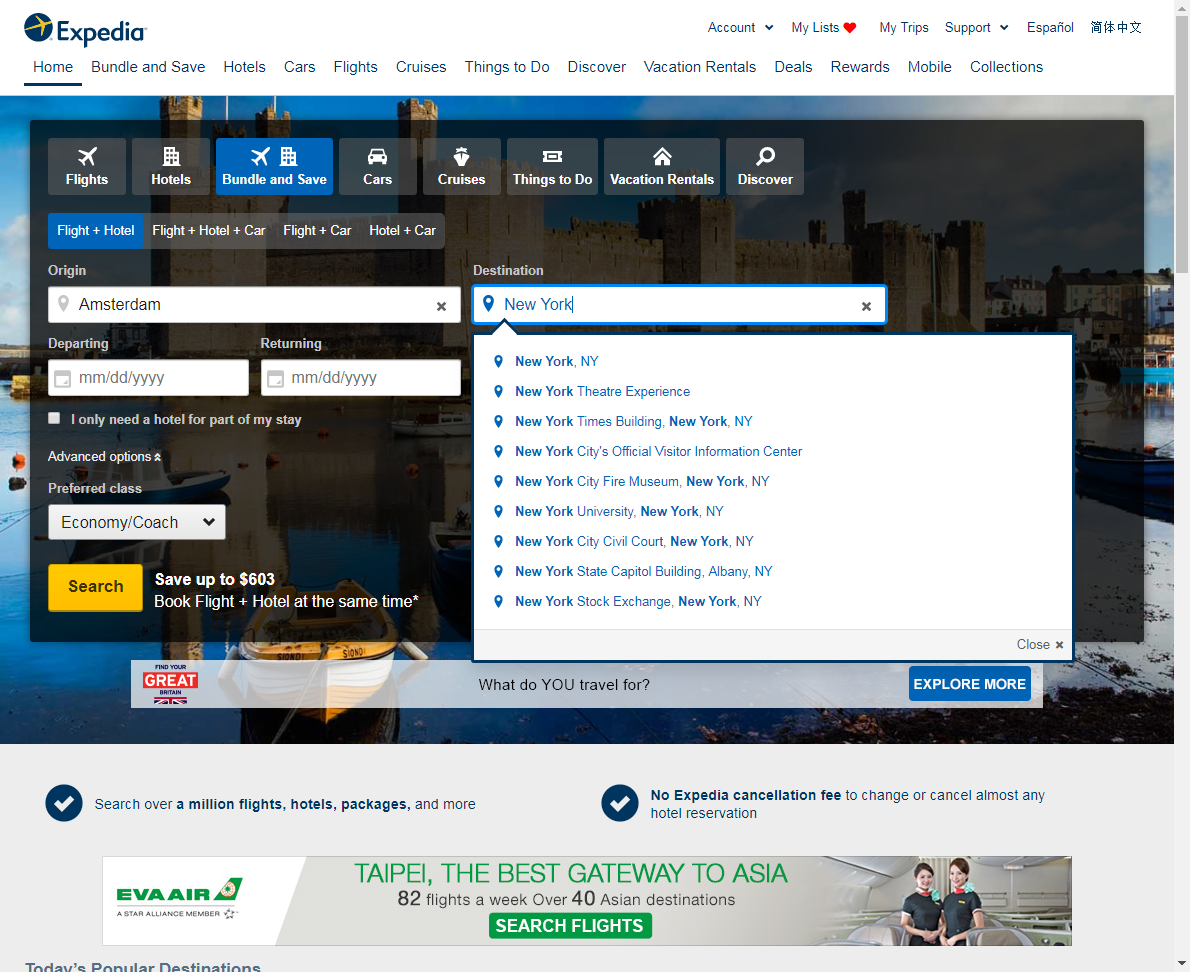 Expedia
Account
My Lists
My Trips
Support
Español
简体中文
Home
Bundle and Save
Hotels
Cars
Flights
Cruises
Things to Do
Discover
Vacation Rentals
Deals
Rewards
Mobile
Collections
Flights
Hotels
Bundle and Save
Cars
Cruises
Things to Do
Vacation Rentals
Discover
Flight + Hotel
Flight + Hotel + Car
Flight + Car
Hotel + Car
Origin
Amsterdam
Destination
New York
Departing
mm/dd/yyyy
Returning
mm/dd/yyyy
I only need a hotel for part of my stay
Advanced options
Preferred class
Economy/Coach
Search
Save up to $603
Book Flight + Hotel at the same time*
New York, NY
New York Theatre Experience
New York Times Building, New York, NY
New York City's Official Visitor Information Center
New York City Fire Museum, New York, NY
New York University, New York, NY
New York City Civil Court, New York, NY
New York State Capitol Building, Albany, NY
New York Stock Exchange, New York, NY
Close
SIONDI
SIONDI
FIND YOUR
GREAT
BRITAIN
What do YOU travel for?
EXPLORE MORE
Search over a million flights, hotels, packages, and more
No Expedia cancellation fee to change or cancel almost any
hotel reservation
EVA AIR
A STAR ALLIANCE MEMBER
TAIPEI, THE BEST GATEWAY TO ASIA
82 flights a week Over 40 Asian destinations
SEARCH FLIGHTS
Today's Popular Destinations